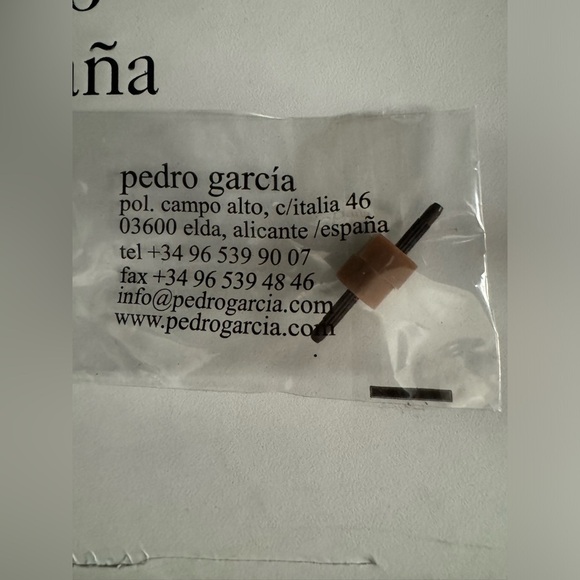 aña
pedro garcía
pol. campo alto, c/italia 46
03600 elda, alicante /españa
tel +34 96 539 90 07
fax +34 96 539 48 46
info@pedrogarcia.com
www.pedrogarcia.com